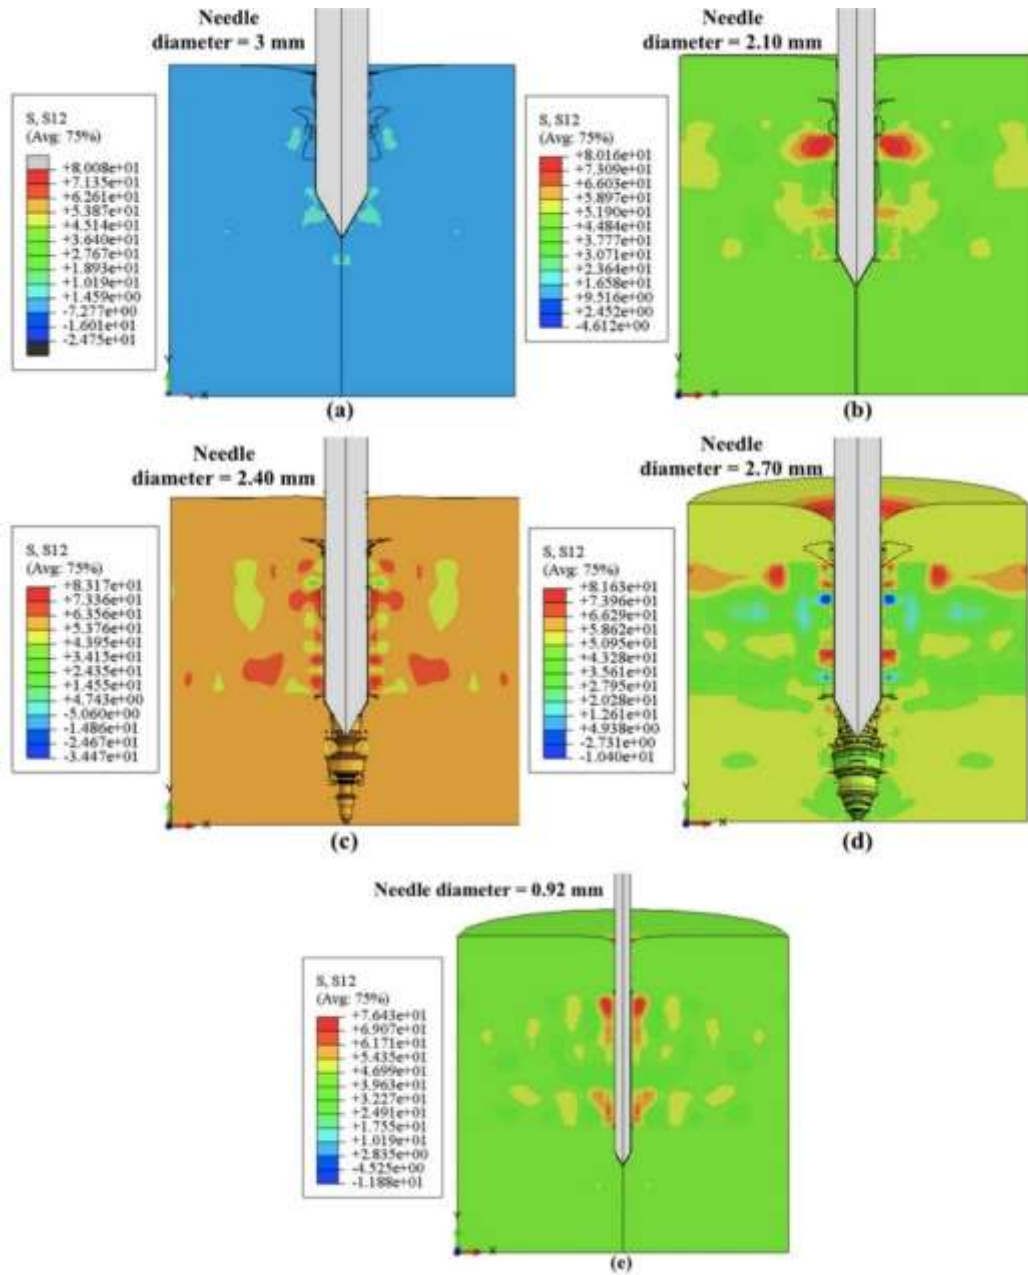 Needle
diameter = 3 mm
S, S12
(Avg: 75%)
+8.008e+01
+7.135e+01
+6.261e+01
+5.387e+01
+4.514e+01
+3.640e+01
+2.767e+01
+1.893e+01
+1.019e+01
+1.459e+00
-7.277e+00
-1.601e+01
-2.475e+01
Y
X
(a)
Needle
diameter = 2.10 mm
S, S12
(Avg: 75%)
+8.016e+01
+7.309e+01
+6.603e+01
+5.897e+01
+5.190e+01
+4.484e+01
+3.777e+01
+3.071e+01
+2.364e+01
+1.658e+01
+9.516e+00
+2.452e+00
-4.612e+00
Y
X
(b)
Needle
diameter = 2.40 mm
S, S12
(Avg: 75%)
+8.317e+01
+7.336e+01
+6.356e+01
+5.376e+01
+4.395e+01
+3.415e+01
+2.435e+01
+1.455e+01
+4.743e+00
-5.060e+00
-1.486e+01
-2.467e+01
-3.447e+01
Y
X
(c)
Needle
diameter = 2.70 mm
S, S12
(Avg: 75%)
+8.163e+01
+7.396e+01
+6.629e+01
+5.862e+01
+5.095e+01
+4.328e+01
+3.561e+01
+2.795e+01
+2.028e+01
+1.261e+01
+4.938e+00
-2.731e+00
-1.040e+01
Y
X
(d)
Needle diameter = 0.92 mm
S, S12
(Avg: 75%)
+7.643e+01
+6.907e+01
+6.171e+01
+5.435e+01
+4.699e+01
+3.963e+01
+3.227e+01
+2.491e+01
+1.755e+01
+1.019e+01
+2.835e+00
-4.525e+00
-1.188e+01
Y
X
(e)